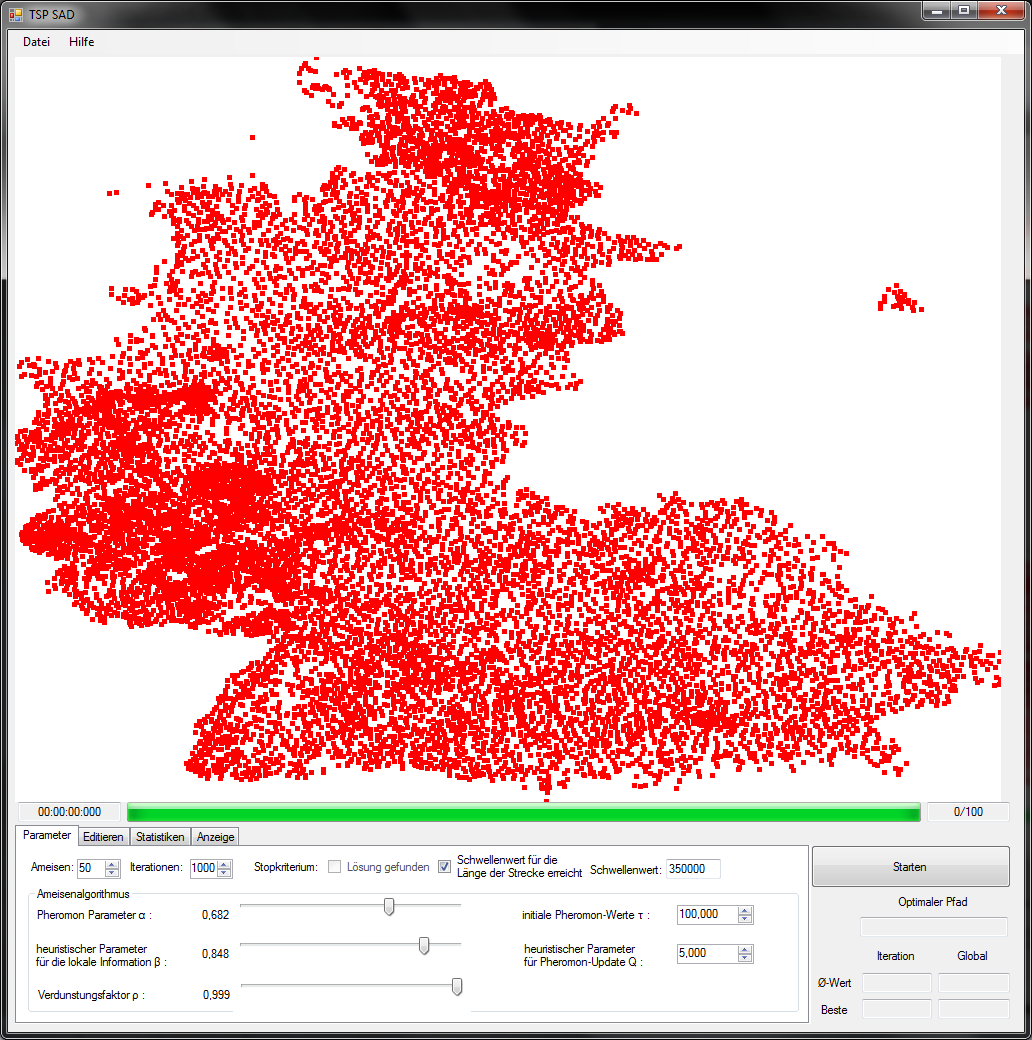 TSP SAD
Datei Hilfe
00:00:00:000 0/100
Parameter Editieren Statistiken Anzeige
Ameisen: 50 Iterationen: 1000 Stopkriterium: Lösung gefunden Schwellenwert für die
Länge der Strecke erreicht Schwellenwert: 350000
Ameisenalgorithmus
Pheromon Parameter α : 0,682 initiale Pheromon-Werte τ : 100,000
heuristischer Parameter
für die lokale Information β : 0,848
heuristischer Parameter
für Pheromon-Update Q : 5,000
Verdunstungsfaktor ρ : 0,999
Starten
Optimaler Pfad
Iteration Global
Ø-Wert
Beste